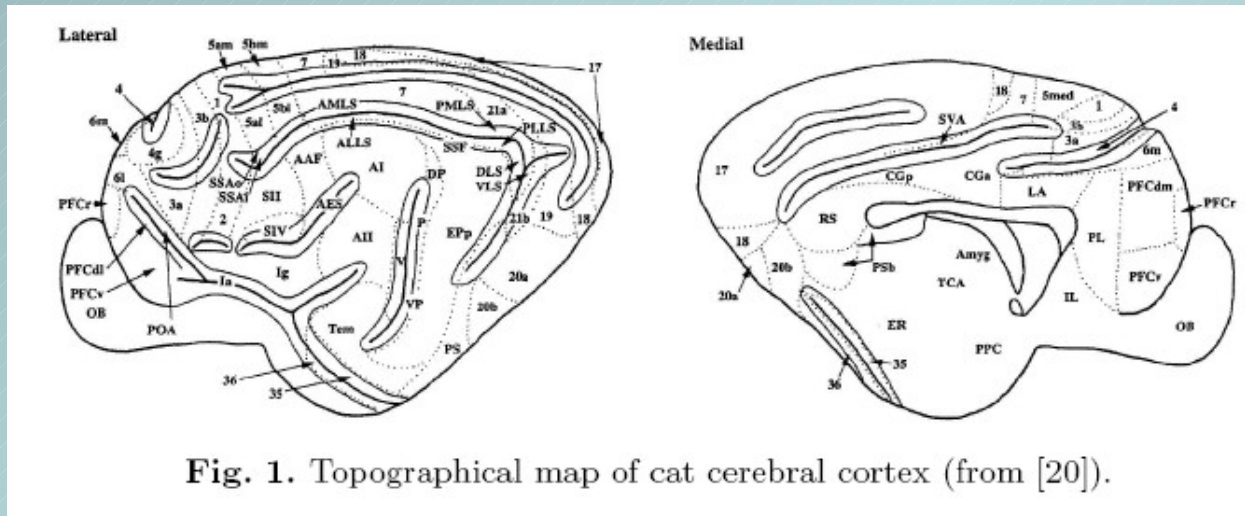 Lateral
Medial
5am 5bm 7 19 18 17
4 1 5bl 7 AMLS PMLS 21a
6m 3b 5al ALLS PLLS
4g SSF
AAF AI DLS
SSAo DP VLS
6l SSAi
PFCr 3a SII AES P 21b 19 18
2 AII EPp
SIV
PFCdl Ig V 20a
PFCv Ia VP 20b
OB Tem
POA PS
36
35
18 7 5med 1 4
SVA 3b
3a 6m
17 CGp CGa PFCdm
LA PFCr
RS PL
18 20b PSb Amyg PFCv
20a YCA IL
ER OB
PPC
36 35
Fig. 1. Topographical map of cat cerebral cortex (from [20]).